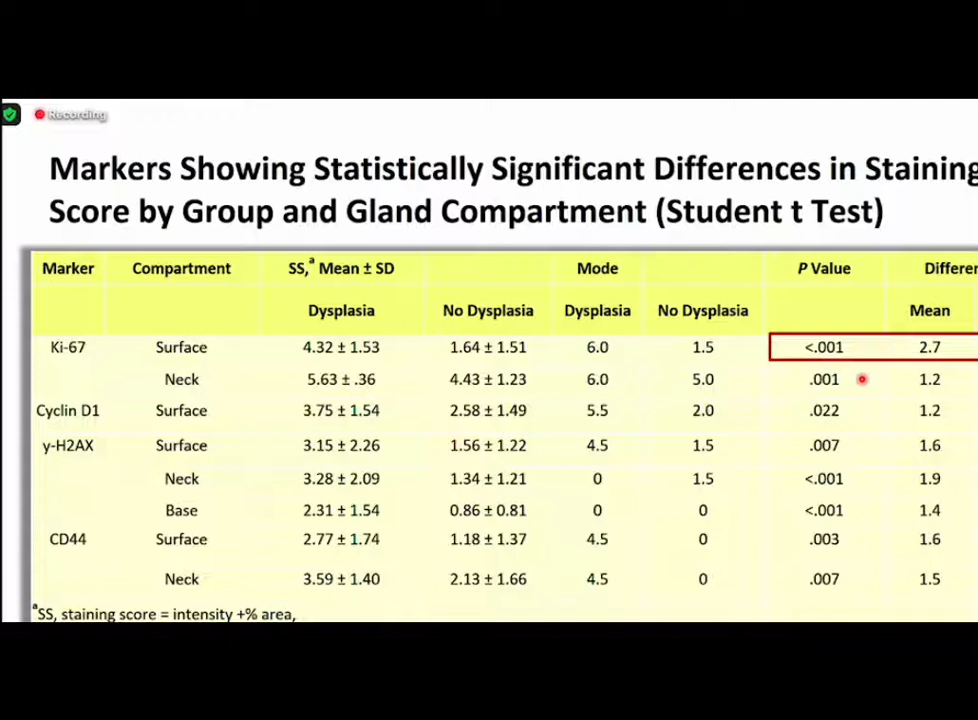 Recording
Markers Showing Statistically Significant Differences in Staining
Score by Group and Gland Compartment (Student t Test)
Marker Compartment SS,a Mean ± SD Mode P Value
Dysplasia No Dysplasia Dysplasia No Dysplasia Mean
Ki-67 Surface 4.32 ± 1.53 1.64 ± 1.51 6.0 1.5 <.001 2.7
Neck 5.63 ± .36 4.43 ± 1.23 6.0 5.0 .001 1.2
Cyclin D1 Surface 3.75 ± 1.54 2.58 ± 1.49 5.5 2.0 .022 1.2
y-H2AX Surface 3.15 ± 2.26 1.56 ± 1.22 4.5 1.5 .007 1.6
Neck 3.28 ± 2.09 1.34 ± 1.21 0 1.5 <.001 1.9
Base 2.31 ± 1.54 0.86 ± 0.81 0 0 <.001 1.4
CD44 Surface 2.77 ± 1.74 1.18 ± 1.37 4.5 0 .003 1.6
Neck 3.59 ± 1.40 2.13 ± 1.66 4.5 0 .007 1.5
aSS, staining score = intensity +% area,